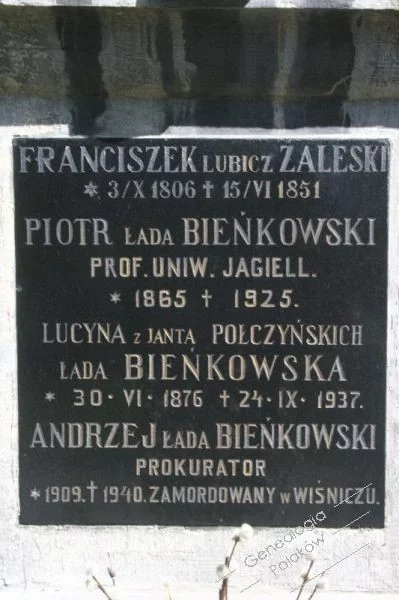 FRANCISZEK LUBICZ ZALESKI
* 3/X 1806 † 15/VI 1851
PIOTR ŁADA BIEŃKOWSKI
PROF. UNIW. JAGIELL.
* 1865 † 1925.
LUCYNA z JANTĄ POŁCZYŃSKICH
ŁADA BIEŃKOWSKA
* 30·VI·1876 † 24·IX·1937.
ANDRZEJ ŁADA BIEŃKOWSKI
PROKURATOR
*1909.† 1940. ZAMORDOWANY w WIŚNICZU.
Genealogia
Polaków